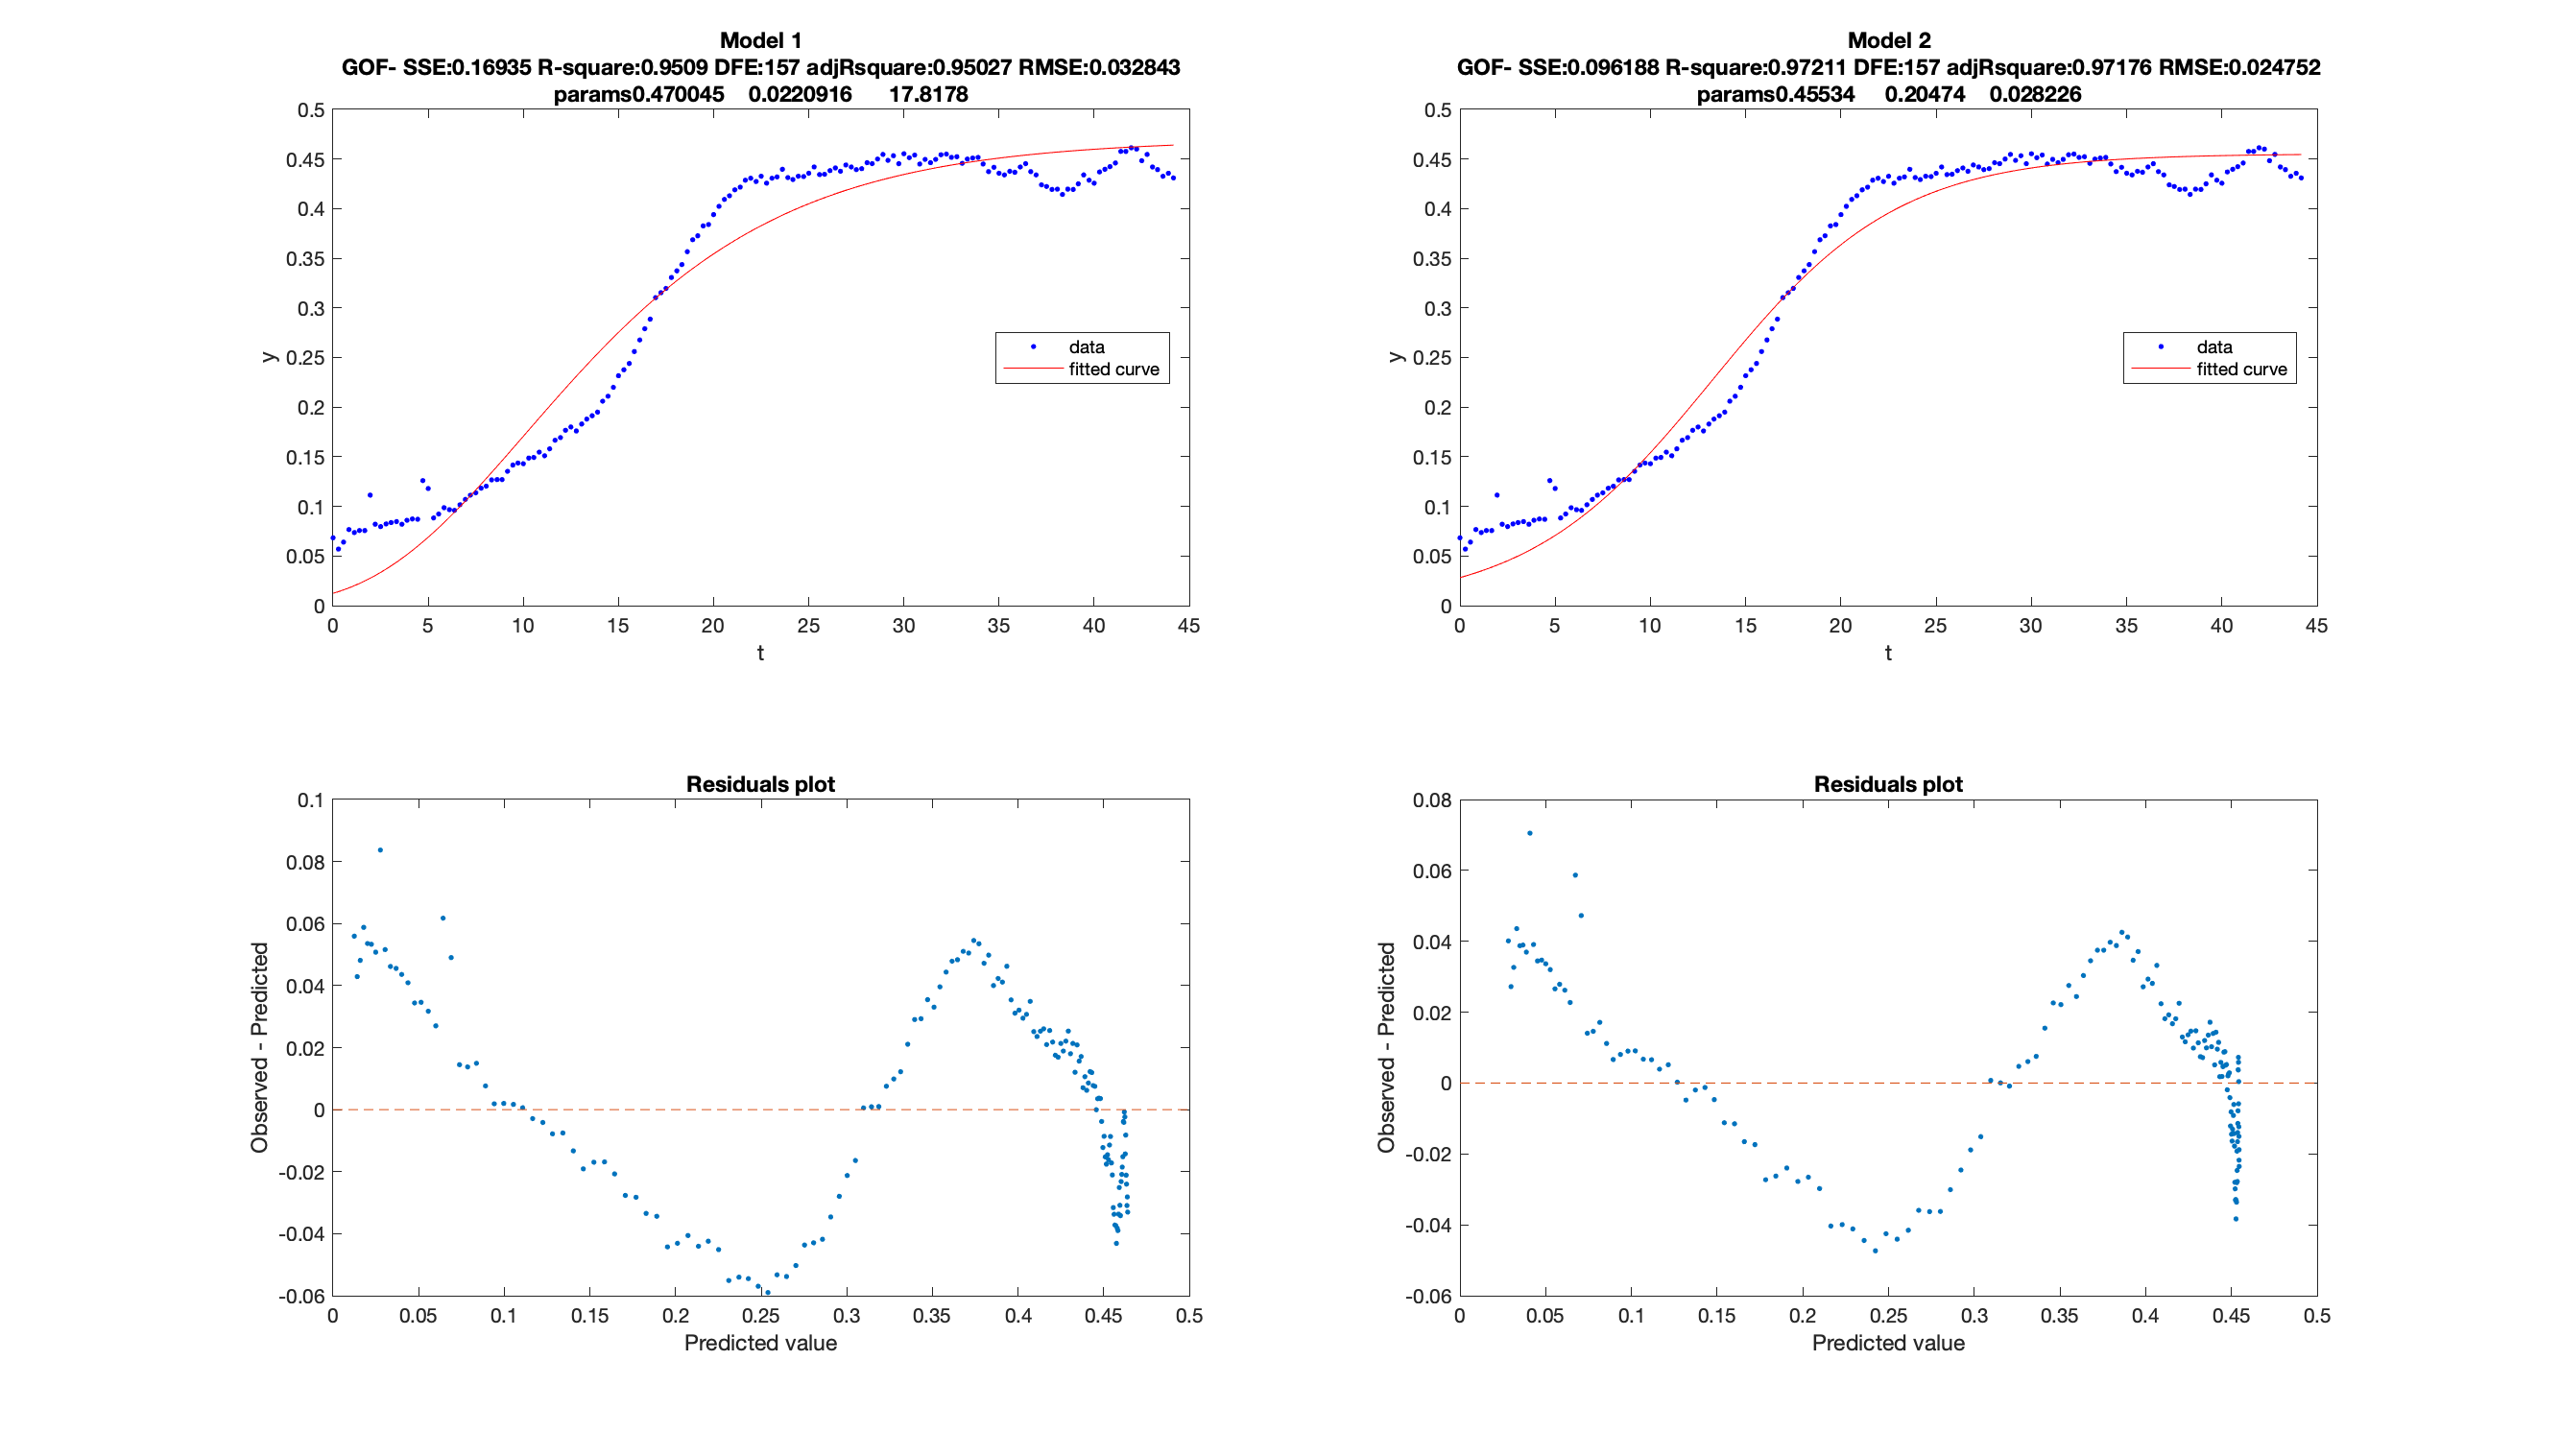 Model 1
GOF- SSE:0.16935 R-square:0.9509 DFE:157 adjRsquare:0.95027 RMSE:0.032843
params0.470045 0.0220916 17.8178
0.5
0.45
0.4
0.35
0.3
0.25
0.2
0.15
0.1
0.05
0
y
data
fitted curve
0 5 10 15 20 25 30 35 40 45
t
Model 2
GOF- SSE:0.096188 R-square:0.97211 DFE:157 adjRsquare:0.97176 RMSE:0.024752
params0.45534 0.20474 0.028226
0.5
0.45
0.4
0.35
0.3
0.25
0.2
0.15
0.1
0.05
0
y
data
fitted curve
0 5 10 15 20 25 30 35 40 45
t
Residuals plot
0.1
0.08
0.06
0.04
0.02
0
-0.02
-0.04
-0.06
Observed - Predicted
0 0.05 0.1 0.15 0.2 0.25 0.3 0.35 0.4 0.45 0.5
Predicted value
Residuals plot
0.08
0.06
0.04
0.02
0
-0.02
-0.04
-0.06
Observed - Predicted
0 0.05 0.1 0.15 0.2 0.25 0.3 0.35 0.4 0.45 0.5
Predicted value